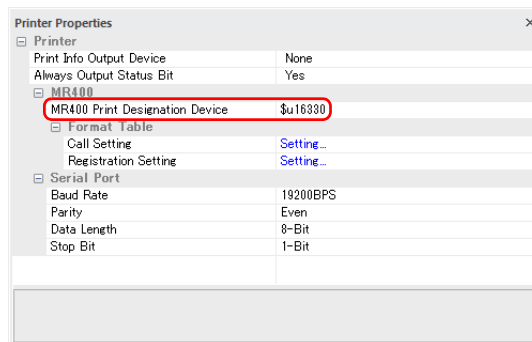 Printer Properties
Printer
Print Info Output Device None
Always Output Status Bit Yes
MR400
MR400 Print Designation Device $u16330
Format Table
Call Setting Setting...
Registration Setting Setting...
Serial Port
Baud Rate 19200BPS
Parity Even
Data Length 8-Bit
Stop Bit 1-Bit